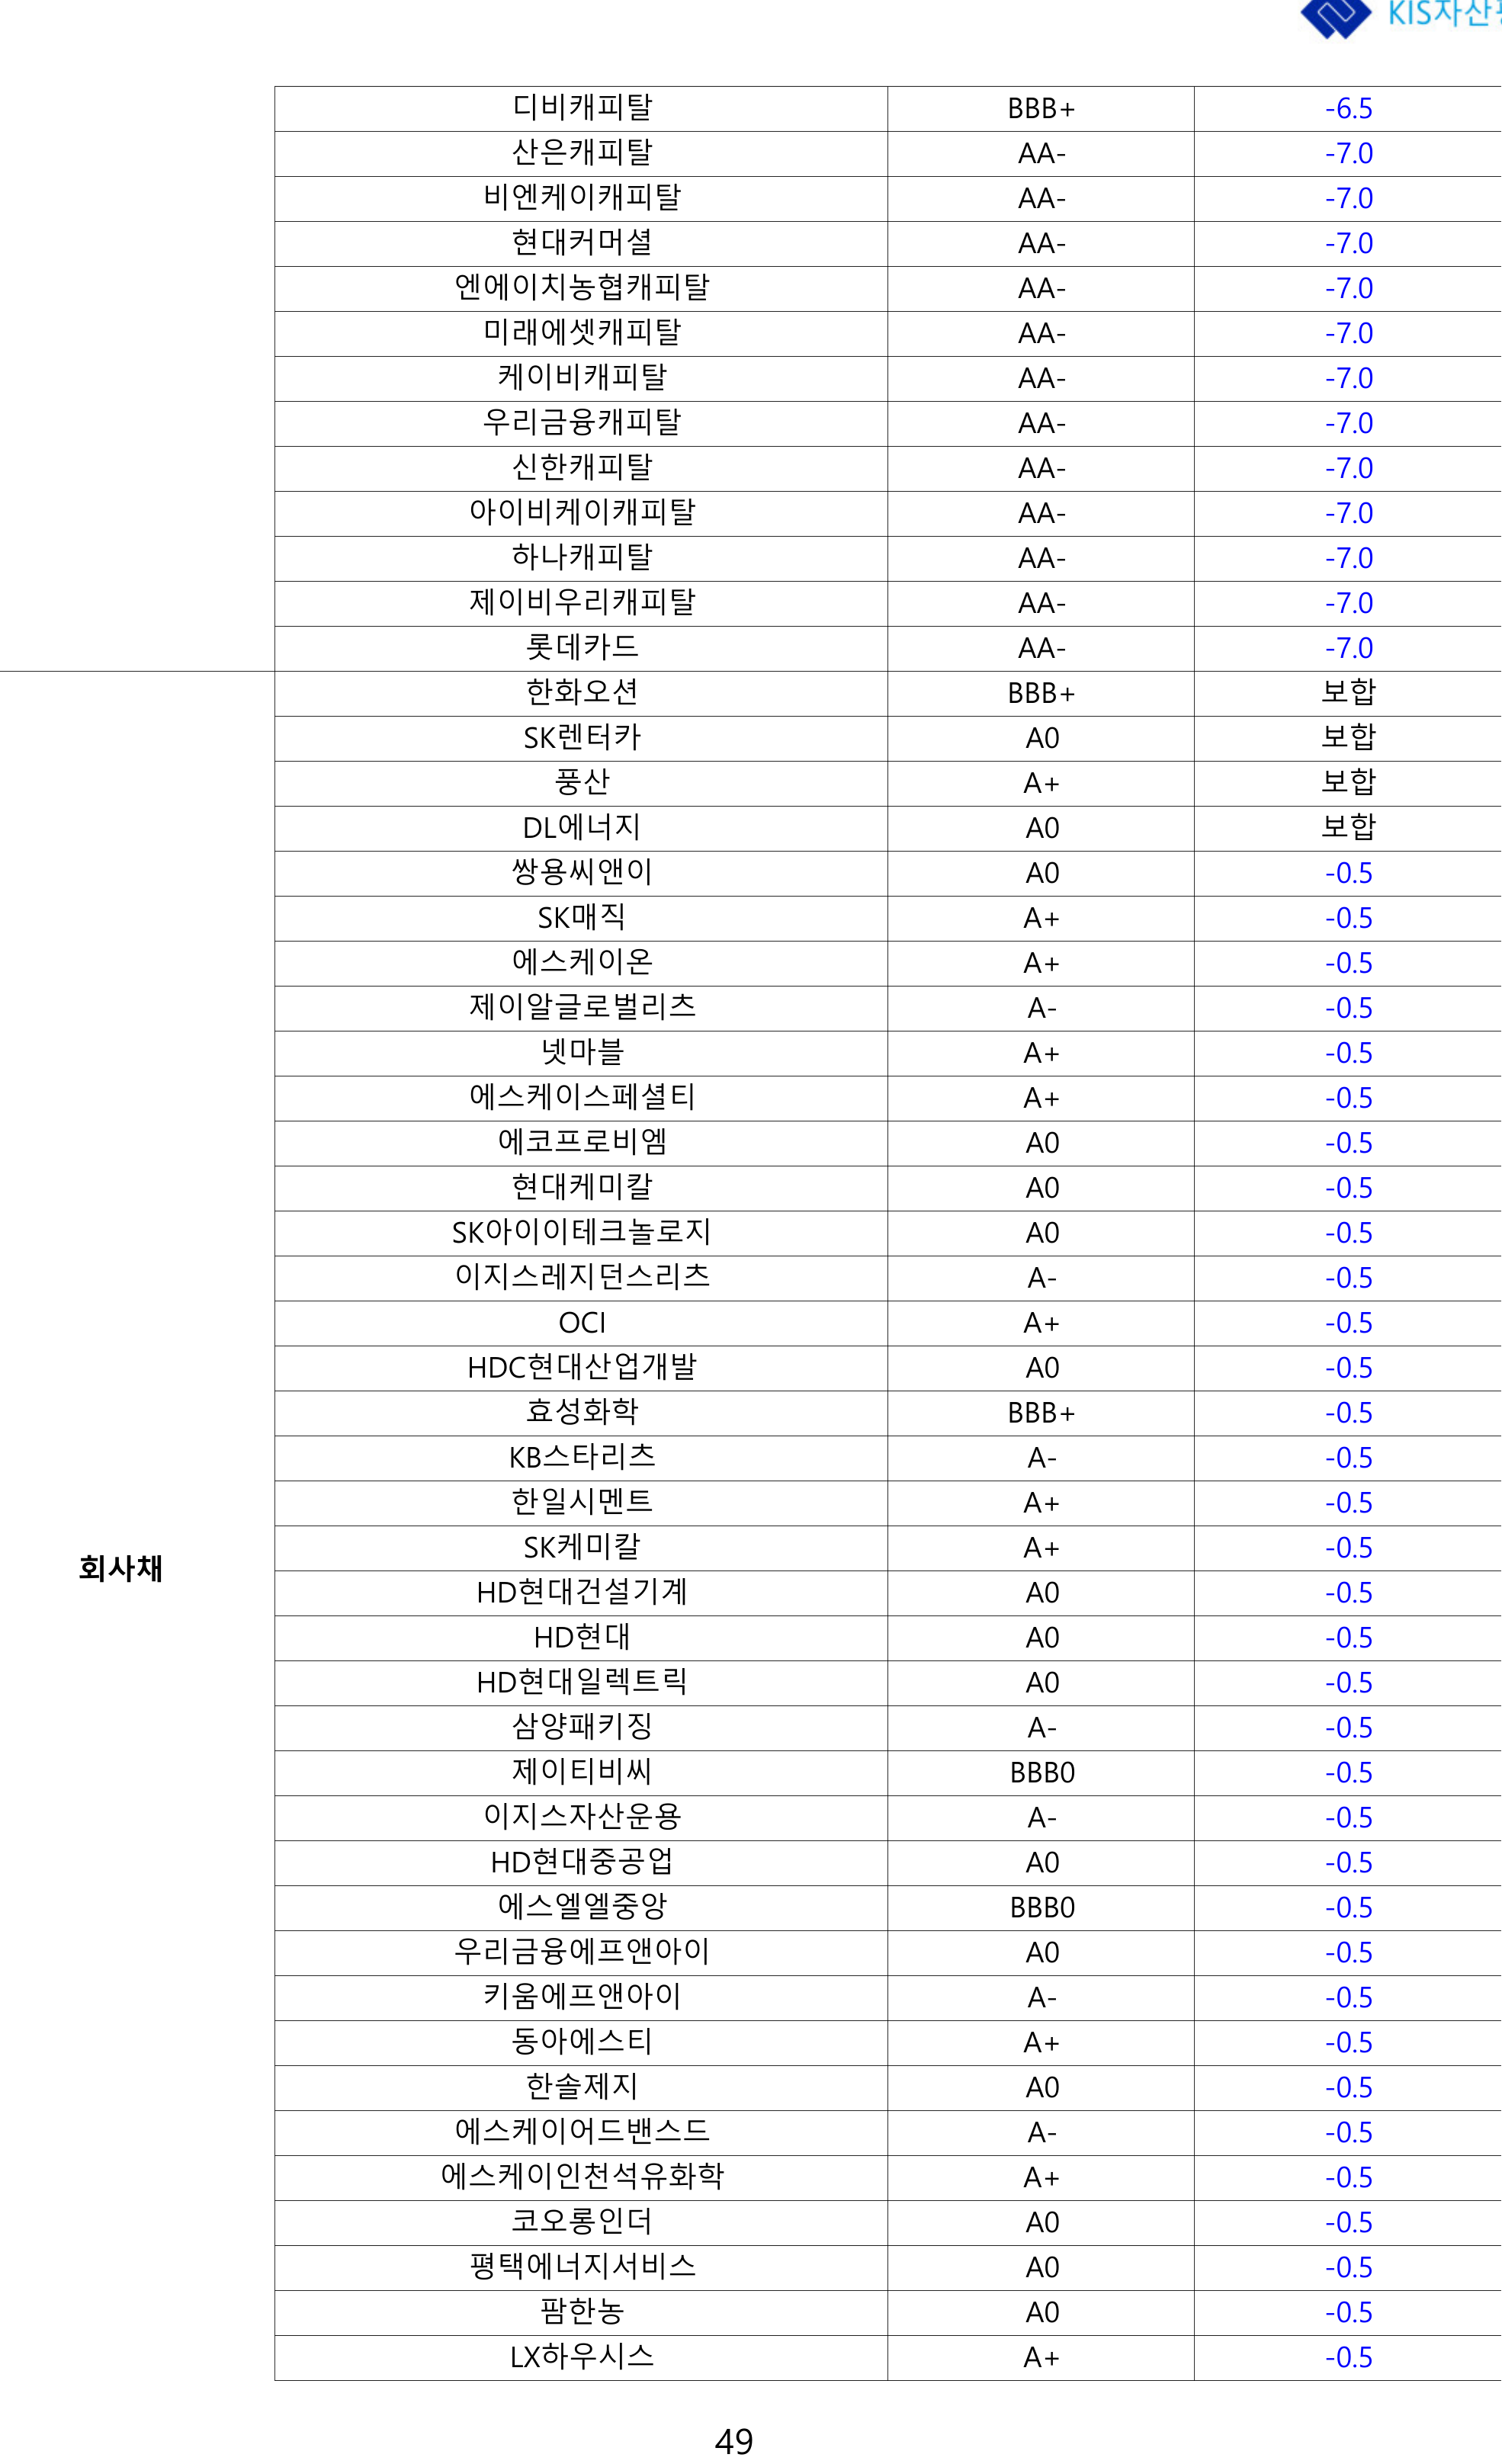 KIS자산
디비캐피탈 BBB+ -6.5
산은캐피탈 AA- -7.0
비엔케이캐피탈 AA- -7.0
현대커머셜 AA- -7.0
엔에이치농협캐피탈 AA- -7.0
미래에셋캐피탈 AA- -7.0
케이비캐피탈 AA- -7.0
우리금융캐피탈 AA- -7.0
신한캐피탈 AA- -7.0
아이비케이캐피탈 AA- -7.0
하나캐피탈 AA- -7.0
제이비우리캐피탈 AA- -7.0
롯데카드 AA- -7.0
한화오션 BBB+ 보합
SK렌터카 A0 보합
풍산 A+ 보합
DL에너지 A0 보합
쌍용씨앤이 A0 -0.5
SK매직 A+ -0.5
에스케이온 A+ -0.5
제이알글로벌리츠 A- -0.5
넷마블 A+ -0.5
에스케이스페셜티 A+ -0.5
에코프로비엠 A0 -0.5
현대케미칼 A0 -0.5
SK아이이테크놀로지 A0 -0.5
이지스레지던스리츠 A- -0.5
OCI A+ -0.5
HDC현대산업개발 A0 -0.5
효성화학 BBB+ -0.5
KB스타리츠 A- -0.5
한일시멘트 A+ -0.5
SK케미칼 A+ -0.5
회사채
HD현대건설기계 A0 -0.5
HD현대 A0 -0.5
HD현대일렉트릭 A0 -0.5
삼양패키징 A- -0.5
제이티비씨 BBB0 -0.5
이지스자산운용 A- -0.5
HD현대중공업 A0 -0.5
에스엘엘중앙 BBB0 -0.5
우리금융에프앤아이 A0 -0.5
키움에프앤아이 A- -0.5
동아에스티 A+ -0.5
한솔제지 A0 -0.5
에스케이어드밴스드 A- -0.5
에스케이인천석유화학 A+ -0.5
코오롱인더 A0 -0.5
평택에너지서비스 A0 -0.5
팜한농 A0 -0.5
LX하우시스 A+ -0.5
49